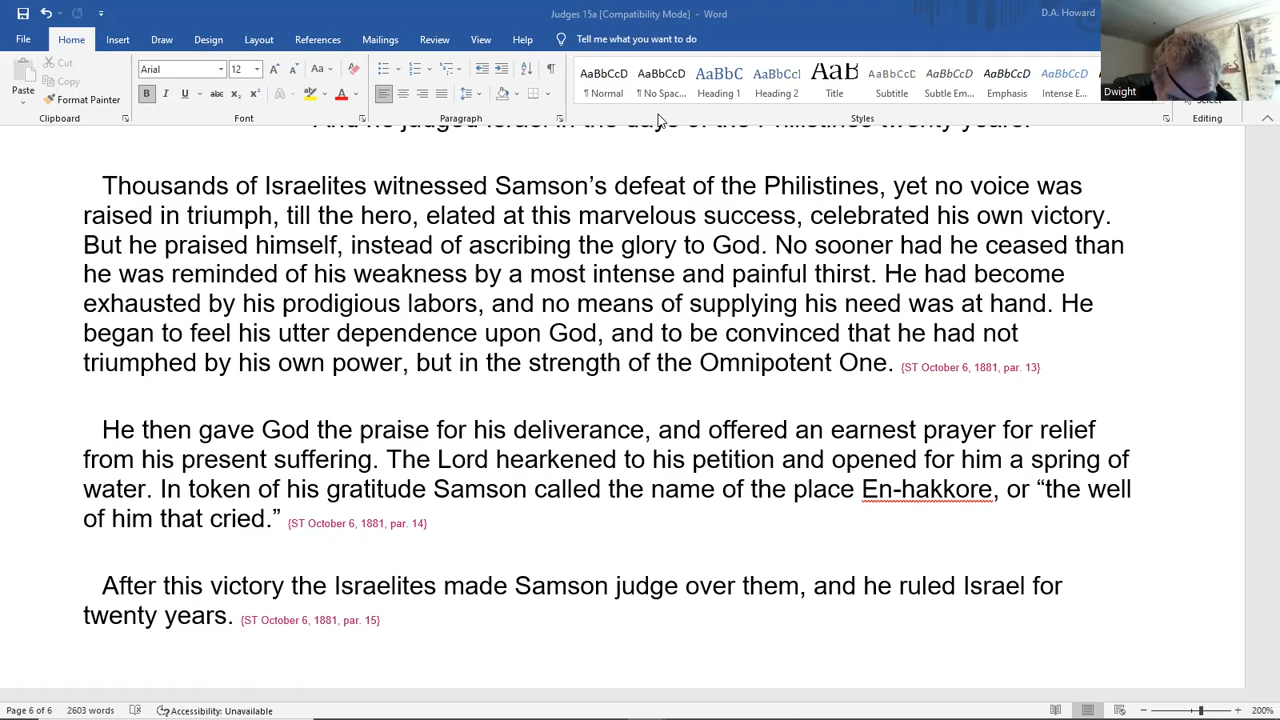 Judges 15a [Compatibility Mode] - Word
D.A. Howard
File Home Insert Draw Design Layout References Mailings Review View Help Tell me what you want to do
Dwight
Paste Cut Copy Format Painter
Arial 12
AaBbCcD AaBbCcD AaBbC AaBbCcl AaB AaBbCcD AaBbCcD AaBbCcD AaBbCcD
¶ Normal ¶ No Spac... Heading 1 Heading 2 Title Subtitle Subtle Em... Emphasis Intense E... Select
Clipboard Font Paragraph Styles Editing
And he judged Israel in the days of the Philistines twenty years.
Thousands of Israelites witnessed Samson’s defeat of the Philistines, yet no voice was
raised in triumph, till the hero, elated at this marvelous success, celebrated his own victory.
But he praised himself, instead of ascribing the glory to God. No sooner had he ceased than
he was reminded of his weakness by a most intense and painful thirst. He had become
exhausted by his prodigious labors, and no means of supplying his need was at hand. He
began to feel his utter dependence upon God, and to be convinced that he had not
triumphed by his own power, but in the strength of the Omnipotent One. {ST October 6, 1881, par. 13}
He then gave God the praise for his deliverance, and offered an earnest prayer for relief
from his present suffering. The Lord hearkened to his petition and opened for him a spring of
water. In token of his gratitude Samson called the name of the place En-hakkore, or “the well
of him that cried.” {ST October 6, 1881, par. 14}
After this victory the Israelites made Samson judge over them, and he ruled Israel for
twenty years. {ST October 6, 1881, par. 15}
Page 6 of 6 2603 words Accessibility: Unavailable 200%